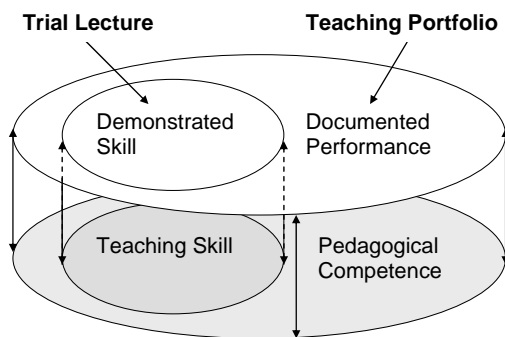 Trial Lecture
Teaching Portfolio
Demonstrated
Skill
Documented
Performance
Teaching Skill
Pedagogical
Competence